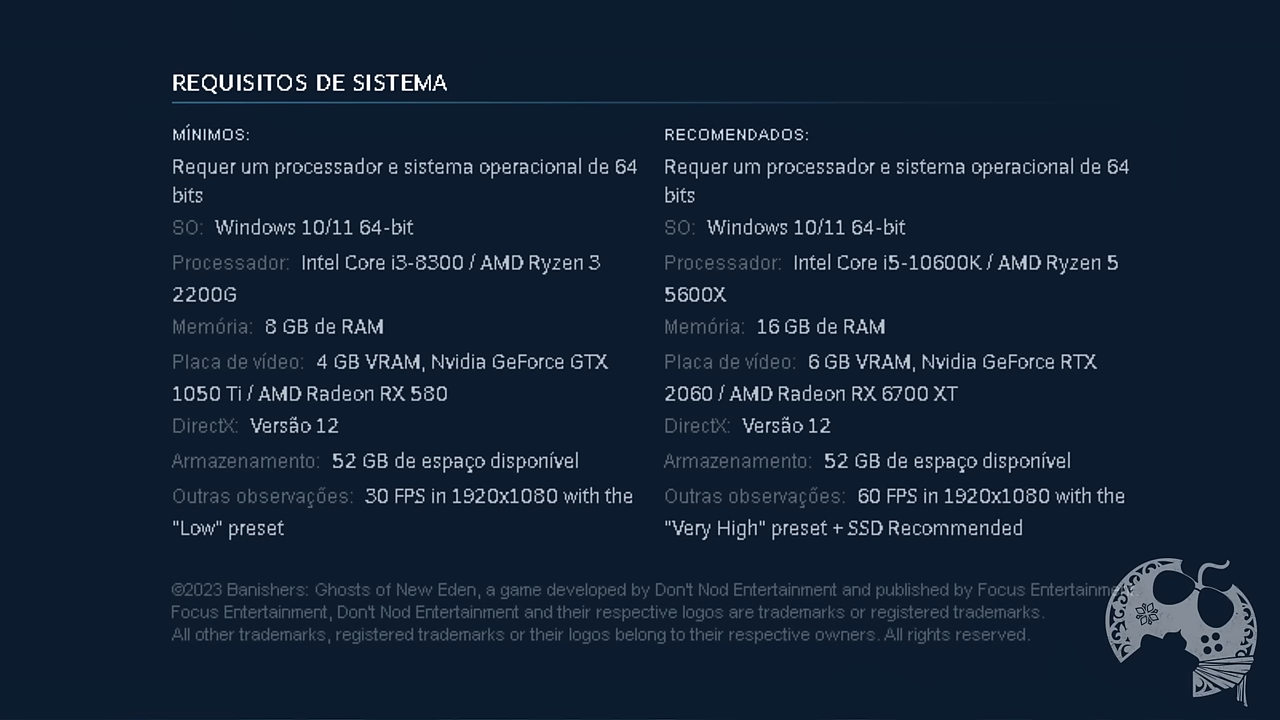 REQUISITOS DE SISTEMA
MÍNIMOS:
Requer um processador e sistema operacional de 64
bits
SO: Windows 10/11 64-bit
Processador: Intel Core i3-8300 / AMD Ryzen 3
2200G
Memória: 8 GB de RAM
Placa de vídeo: 4 GB VRAM, Nvidia GeForce GTX
1050 Ti / AMD Radeon RX 580
DirectX: Versão 12
Armazenamento: 52 GB de espaço disponível
Outras observações: 30 FPS in 1920x1080 with the
"Low" preset
RECOMENDADOS:
Requer um processador e sistema operacional de 64
bits
SO: Windows 10/11 64-bit
Processador: Intel Core i5-10600K / AMD Ryzen 5
5600X
Memória: 16 GB de RAM
Placa de vídeo: 6 GB VRAM, Nvidia GeForce RTX
2060 / AMD Radeon RX 6700 XT
DirectX: Versão 12
Armazenamento: 52 GB de espaço disponível
Outras observações: 60 FPS in 1920x1080 with the
"Very High" preset + SSD Recommended
©2023 Banishers: Ghosts of New Eden, a game developed by Don't Nod Entertainment and published by Focus
Focus Entertainment, Don't Nod Entertainment and their respective logos are trademarks or registered trademarks.
All other trademarks, registered trademarks or their logos belong to their respective owners. All rights reserved.